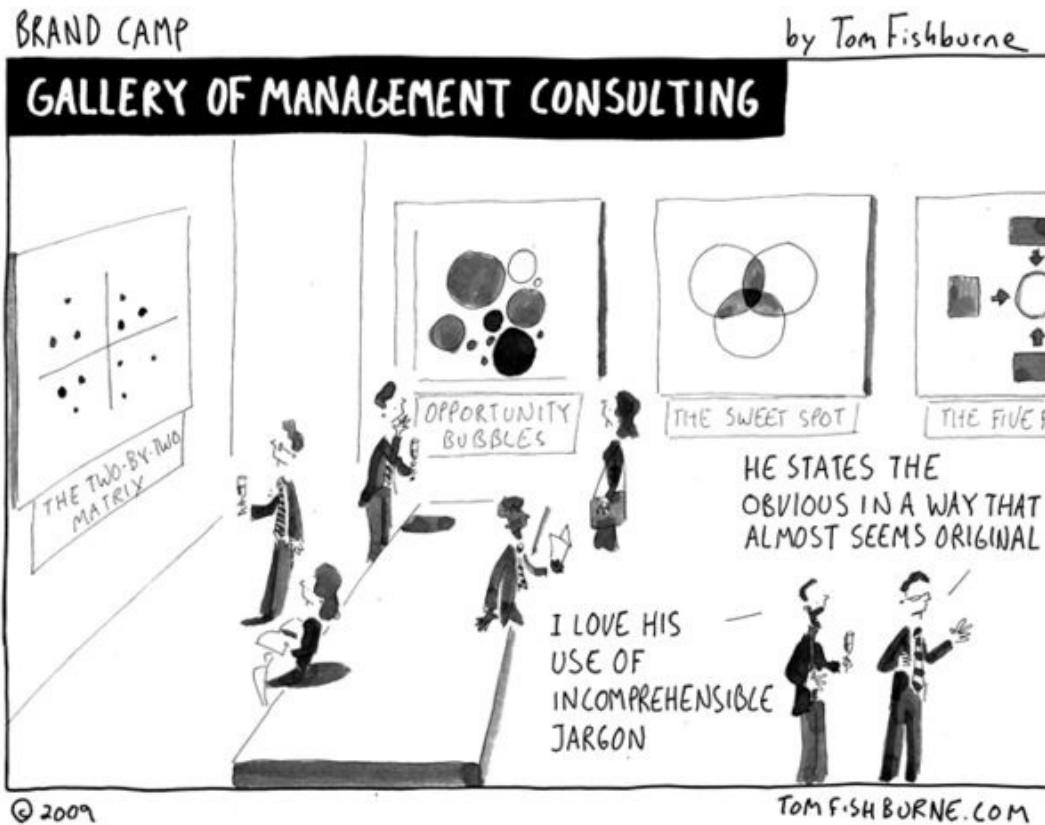 BRAND CAMP
by Tom Fishburne
GALLERY OF MANAGEMENT CONSULTING
THE TWO-BY-TWO
MATRIX
OPPORTUNITY
BUBBLES
THE SWEET SPOT
THE FIVE
HE STATES THE
OBVIOUS IN A WAY THAT
ALMOST SEEMS ORIGINAL
I LOVE HIS
USE OF
INCOMPREHENSIBLE
JARGON
© 2009
TOMFISHBURNE.COM